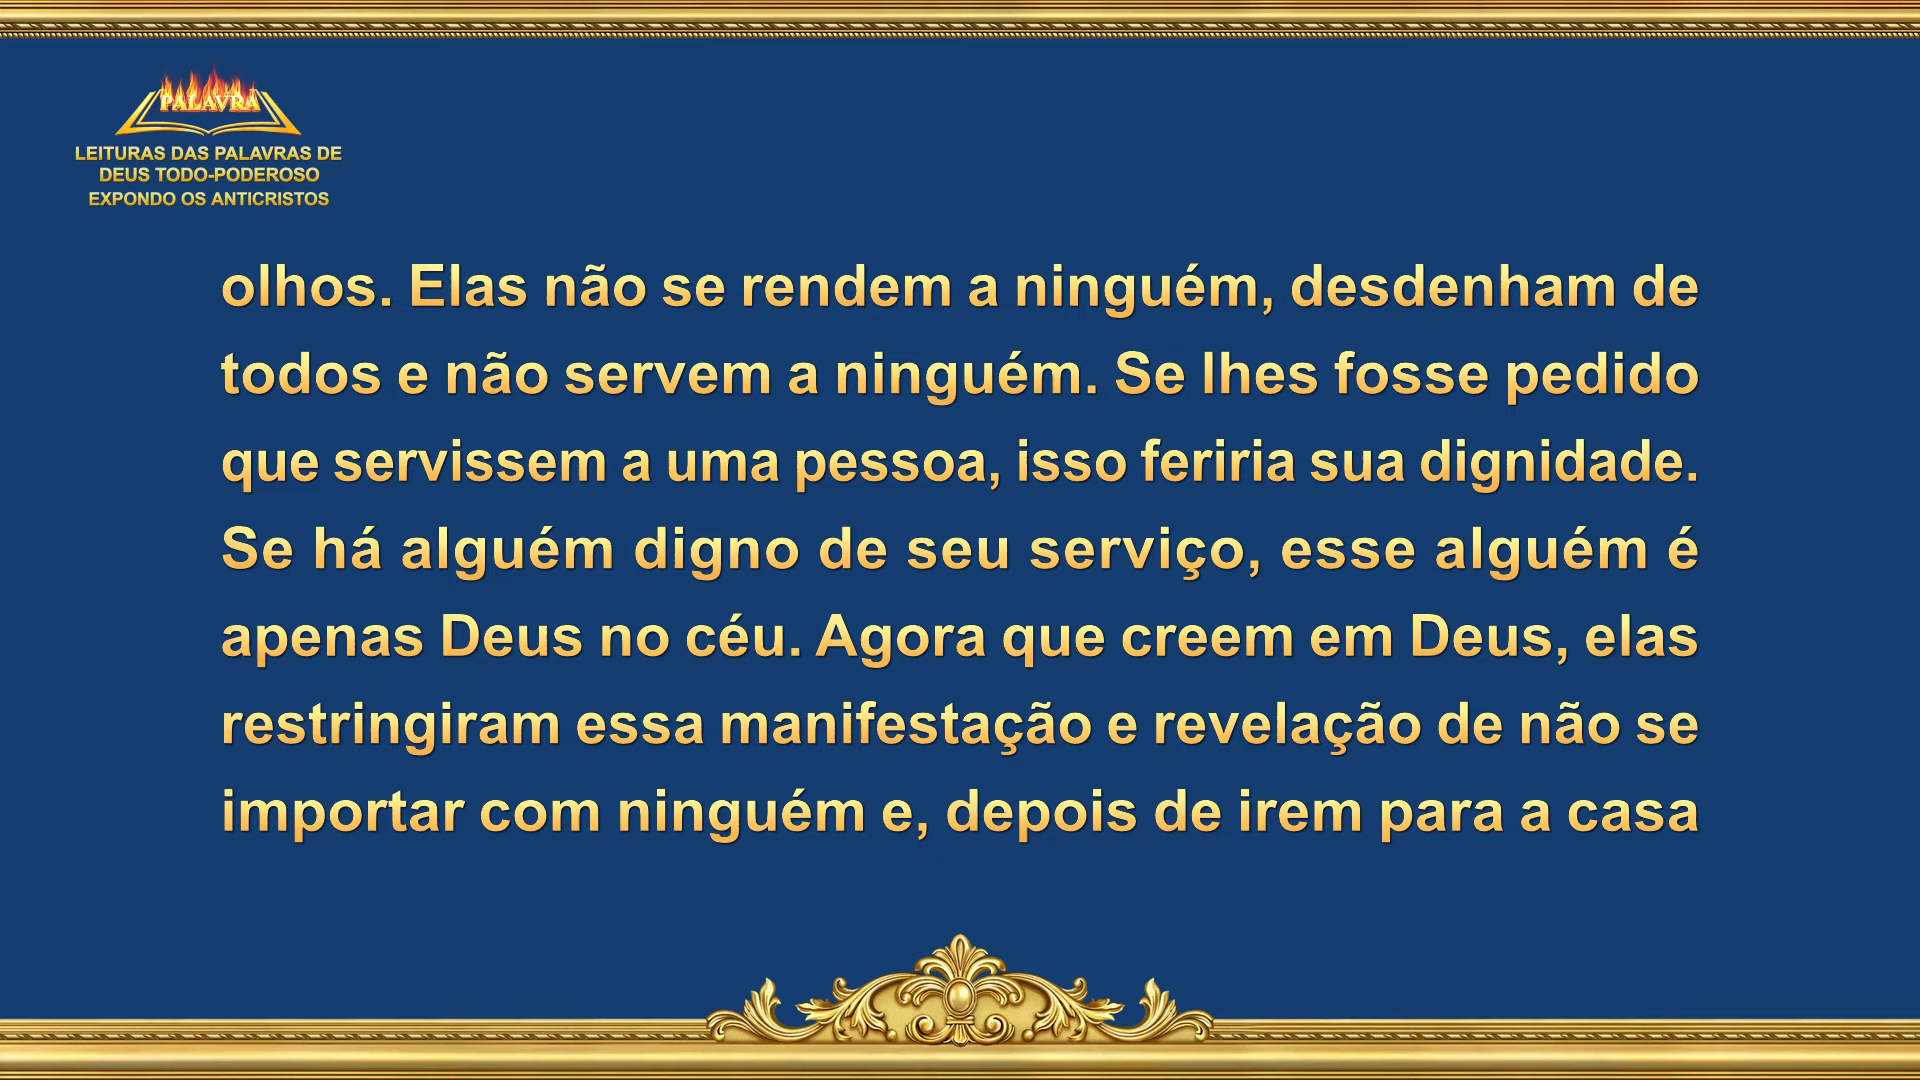 PALAVRA
LEITURAS DAS PALAVRAS DE
DEUS TODO-PODEROSO
EXPONDO OS ANTICRISTOS
olhos. Elas não se rendem a ninguém, desdenham de
todos e não servem a ninguém. Se lhes fosse pedido
que servissem a uma pessoa, isso feriria sua dignidade.
Se há alguém digno de seu serviço, esse alguém é
apenas Deus no céu. Agora que creem em Deus, elas
restringiram essa manifestação e revelação de não se
importar com ninguém e, depois de irem para a casa